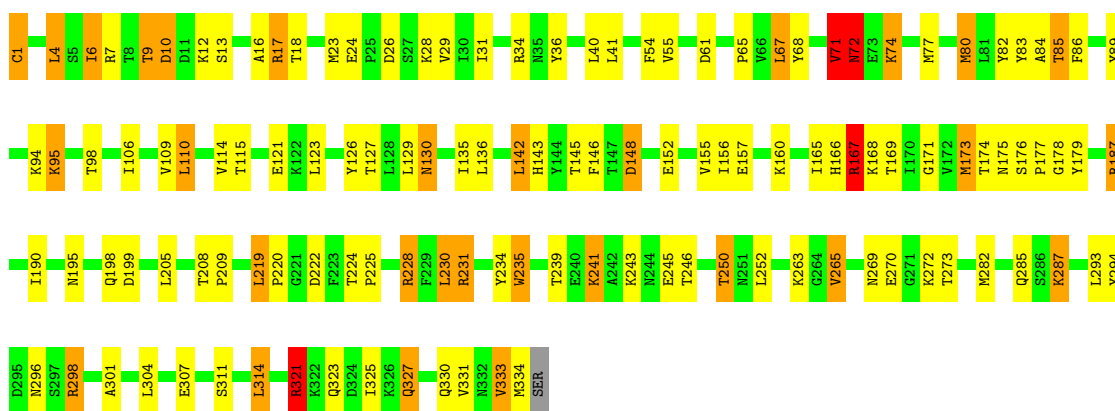 C1 L4 S5 I6 R7 T8 T9 D10 D11 K12 S13 A16 R17 T18 M23 E24 P25 D26 S27 K28 V29 I30 I31 R34 N35 Y36 L40 L41 F54 V55 D61 P65 V66 L67 Y68 V71 N72 E73 K74 M77 M80 L81 Y82 Y83 A84 T85 F86
K94 K95 T98 I106 V109 L110 V114 T115 E121 K122 L123 Y126 T127 L128 L129 N130 I135 L136 L142 H143 Y144 T145 F146 T147 D148 E152 V155 I156 E157 K160 I165 H166 R167 K168 T169 I170 G171 V172 M173 T174 N175 S176 P177 G178 Y179
I190 N195 Q198 D199 L205 T208 P209 L219 P220 G221 D222 F223 T224 P225 R228 F229 L230 R231 Y234 W235 T239 E240 K241 A242 K243 N244 E245 T246 T250 N251 L252 K263 G264 V265 N269 E270 G271 K272 T273 M282 Q285 S286 K287 L293
D295 N296 S297 R298 A301 L304 E307 S311 L314 R321 K322 Q323 D324 I325 K326 Q327 Q330 V331 N332 V333 M334 SER